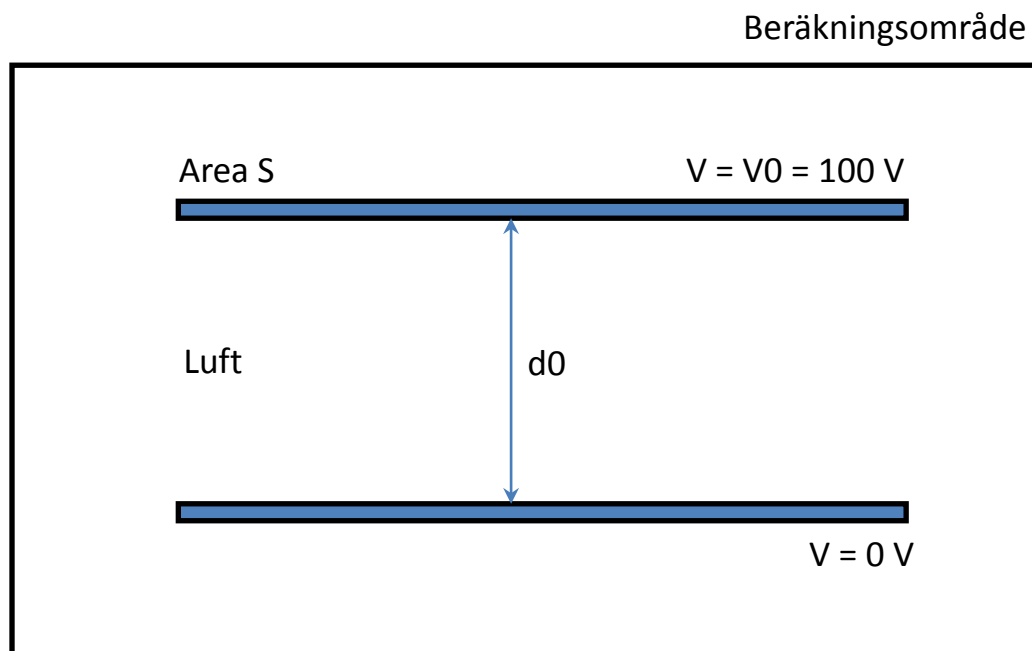 Beräkningsområde
Area S
V = V0 = 100 V
Luft
d0
V = 0 V